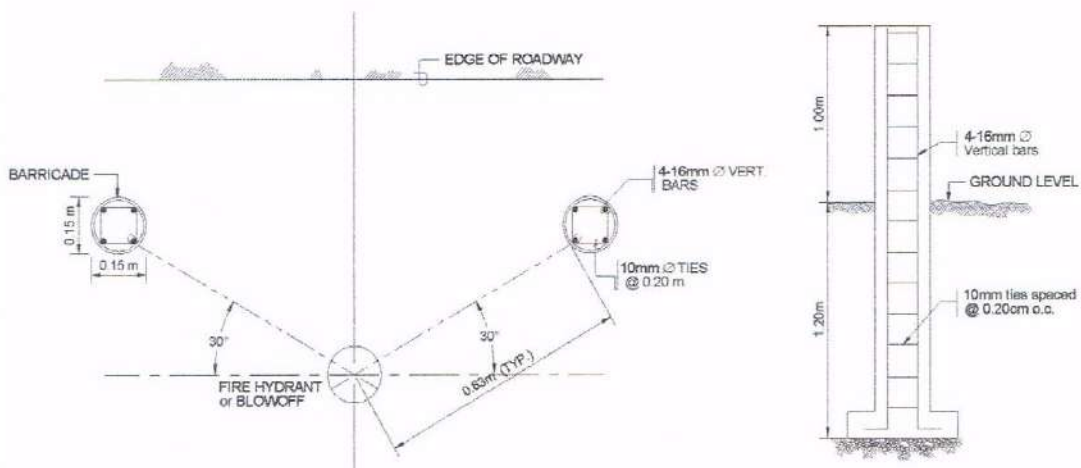 EDGE OF ROADWAY
BARRICADE
0.15 m
0.15 m
4-16mm Ø VERT.
BARS
10mm Ø TIES
@ 0.20 m
30°
30°
0.63m (TYP.)
FIRE HYDRANT
or BLOWOFF
1.00m
4-16mm Ø
Vertical bars
GROUND LEVEL
1.20m
10mm ties spaced
@ 0.20cm o.c.